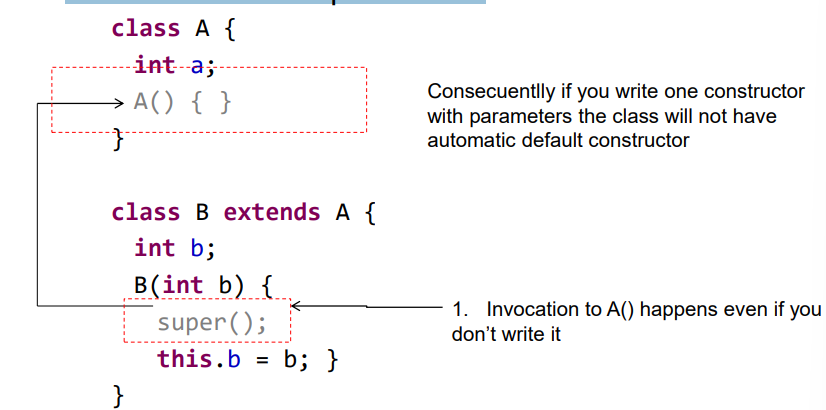 class A {
int a;
A() { }
}
Consecuentlly if you write one constructor
with parameters the class will not have
automatic default constructor
class B extends A {
int b;
B(int b) {
super();
this.b = b; }
}
1. Invocation to A() happens even if you
don’t write it